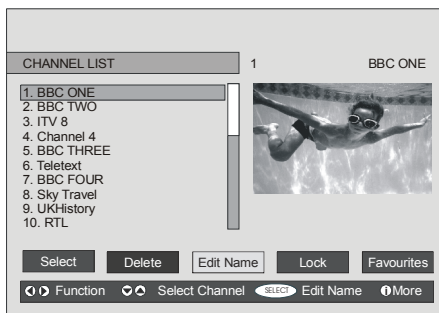 CHANNEL LIST
1 BBC ONE
1. BBC ONE
2. BBC TWO
3. ITV 8
4. Channel 4
5. BBC THREE
6. Teletext
7. BBC FOUR
8. Sky Travel
9. UKHistory
10. RTL
Select Delete Edit Name Lock Favourites
Function Select Channel SELECT Edit Name i More